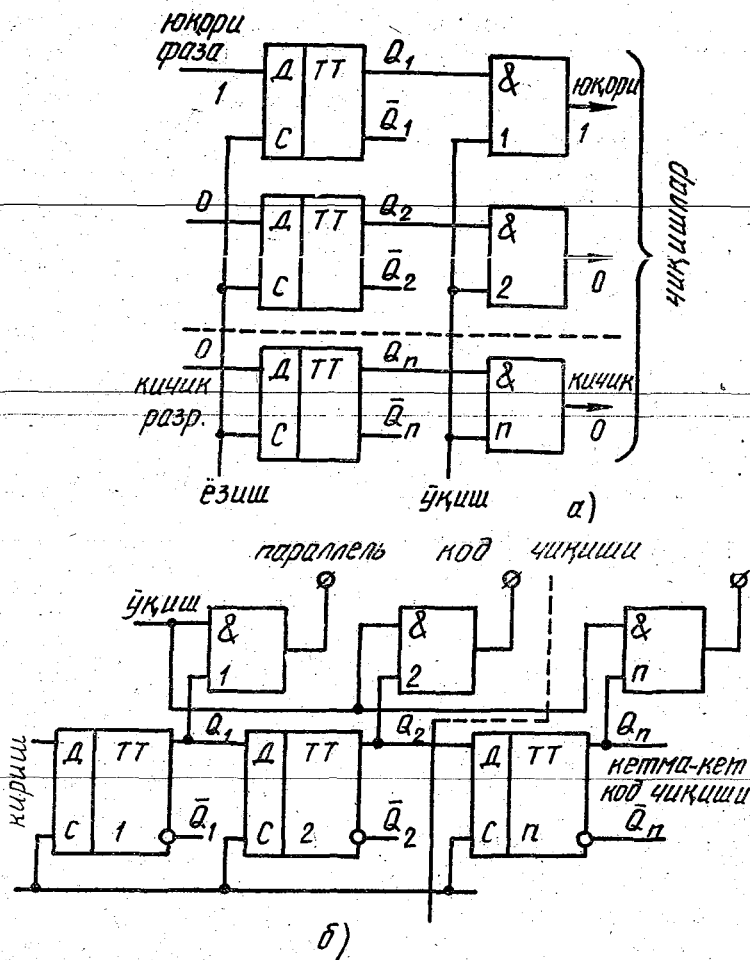 юқори
фаза
1
Д ТТ
С
Q₁
Q̄₁
&
1
юқори
1
0
Д ТТ
С
Q₂
Q̄₂
&
2
0
0
кичик
разр.
Д ТТ
С
Qп
Q̄п
&
п
кичик
0
чиқишлар
ёзиш
ўқиш
а)
параллель код чиқиши
ўқиш
&
1
&
2
&
п
кириш
Д ТТ
С 1
Q₁
Q̄₁
Д ТТ
С 2
Q₂
Q̄₂
Д ТТ
С п
Qп
кетма-кет
код чиқиши
Q̄п
б)